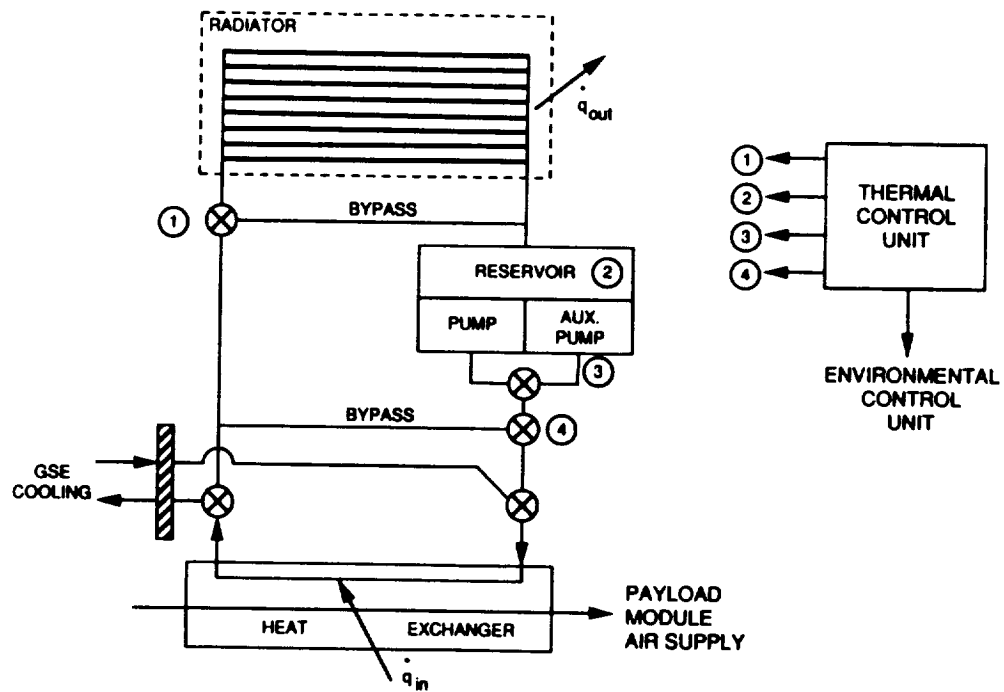 RADIATOR
q̇out
1
BYPASS
RESERVOIR 2
PUMP
AUX.
PUMP
3
BYPASS
4
GSE
COOLING
HEAT EXCHANGER
q̇in
PAYLOAD
MODULE
AIR SUPPLY
1
2
3
4
THERMAL
CONTROL
UNIT
ENVIRONMENTAL
CONTROL
UNIT